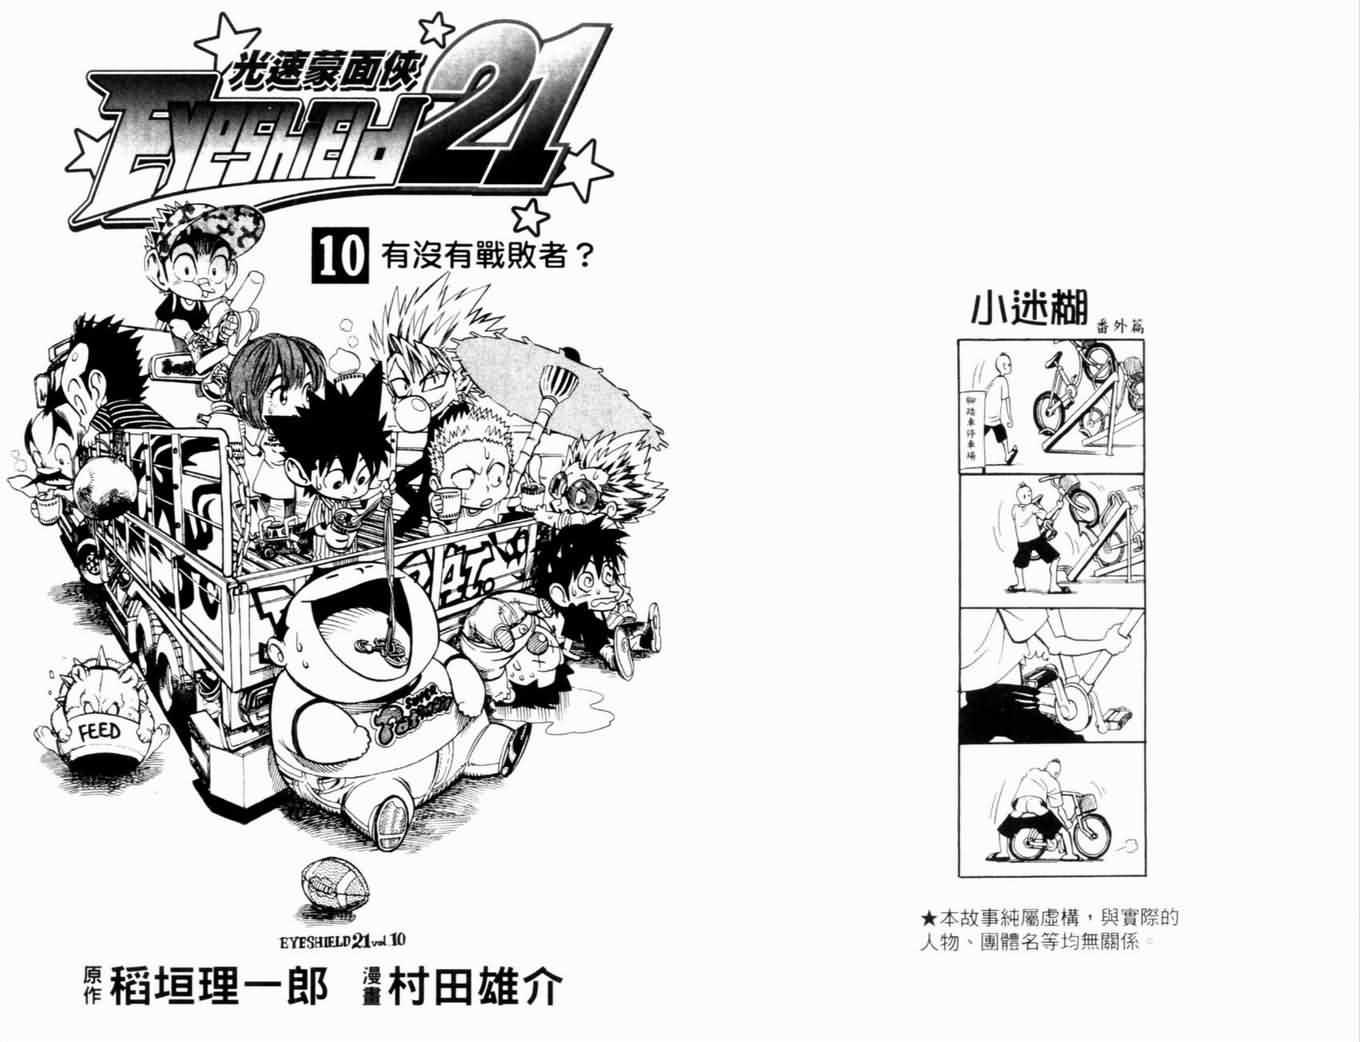 光速蒙面俠
EYESHIELD 21
10 有沒有戰敗者？
FEED
SUPER
EYESHIELD 21 vol. 10
原作 稻垣理一郎 漫畫 村田雄介
小迷糊
番外篇
腳踏車停車場
★本故事純屬虛構，與實際的
人物、團體名等均無關係。